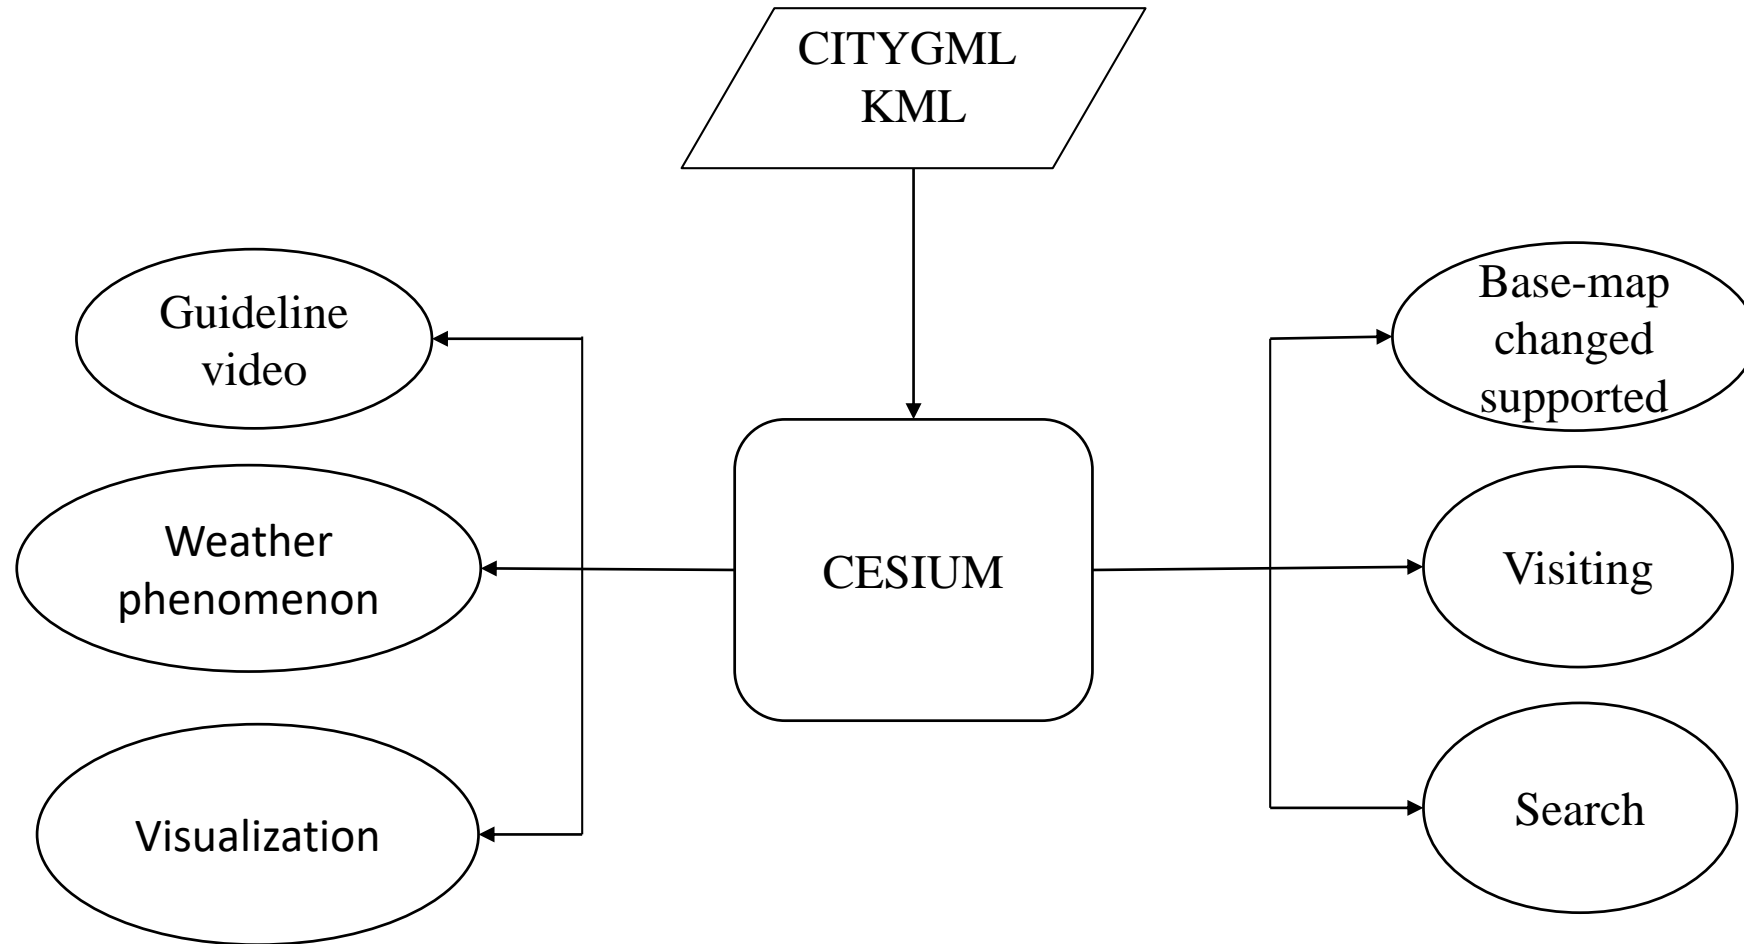 CITYGML
KML
Guideline
video
Weather
phenomenon
Visualization
CESIUM
Base-map
changed
supported
Visiting
Search